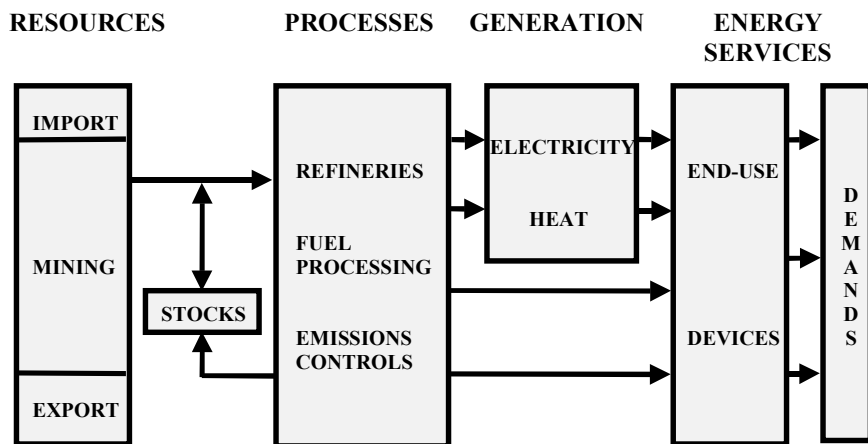 RESOURCES
PROCESSES
GENERATION
ENERGY
SERVICES
IMPORT
MINING
EXPORT
STOCKS
REFINERIES
FUEL
PROCESSING
EMISSIONS
CONTROLS
ELECTRICITY
HEAT
END-USE
DEVICES
D
E
M
A
N
D
S